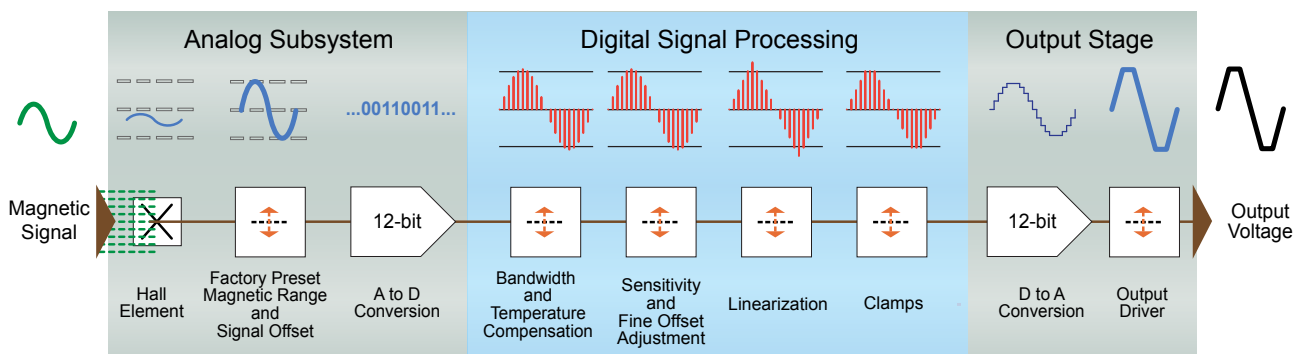 Analog Subsystem
Digital Signal Processing
Output Stage
...00110011...
Magnetic
Signal
12-bit
12-bit
Output
Voltage
Hall
Element
Factory Preset
Magnetic Range
and
Signal Offset
A to D
Conversion
Bandwidth
and
Temperature
Compensation
Sensitivity
and
Fine Offset
Adjustment
Linearization
Clamps
D to A
Conversion
Output
Driver